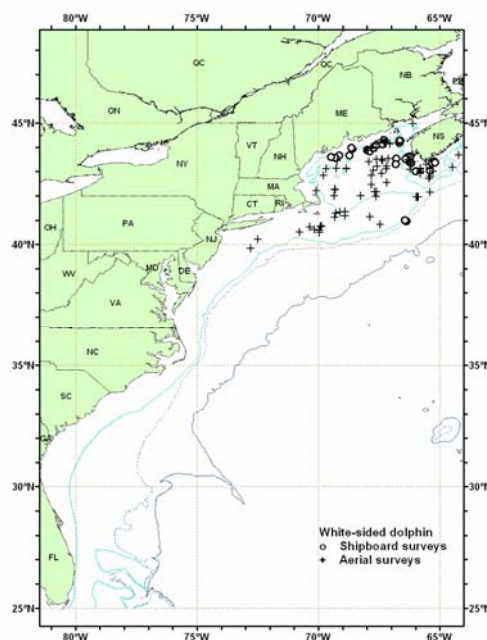 80°W 75°W 70°W 65°W
QC QC NB PE
ON ME
45°N 45°N
NS
VT NH
NY
MA
CT RI
40°N 40°N
PA
OH NJ
MD DE
WV
VA
NC
35°N 35°N
SC
GA
30°N 30°N
White-sided dolphin
Shipboard surveys
Aerial surveys
FL
25°N 25°N
80°W 75°W 70°W 65°W